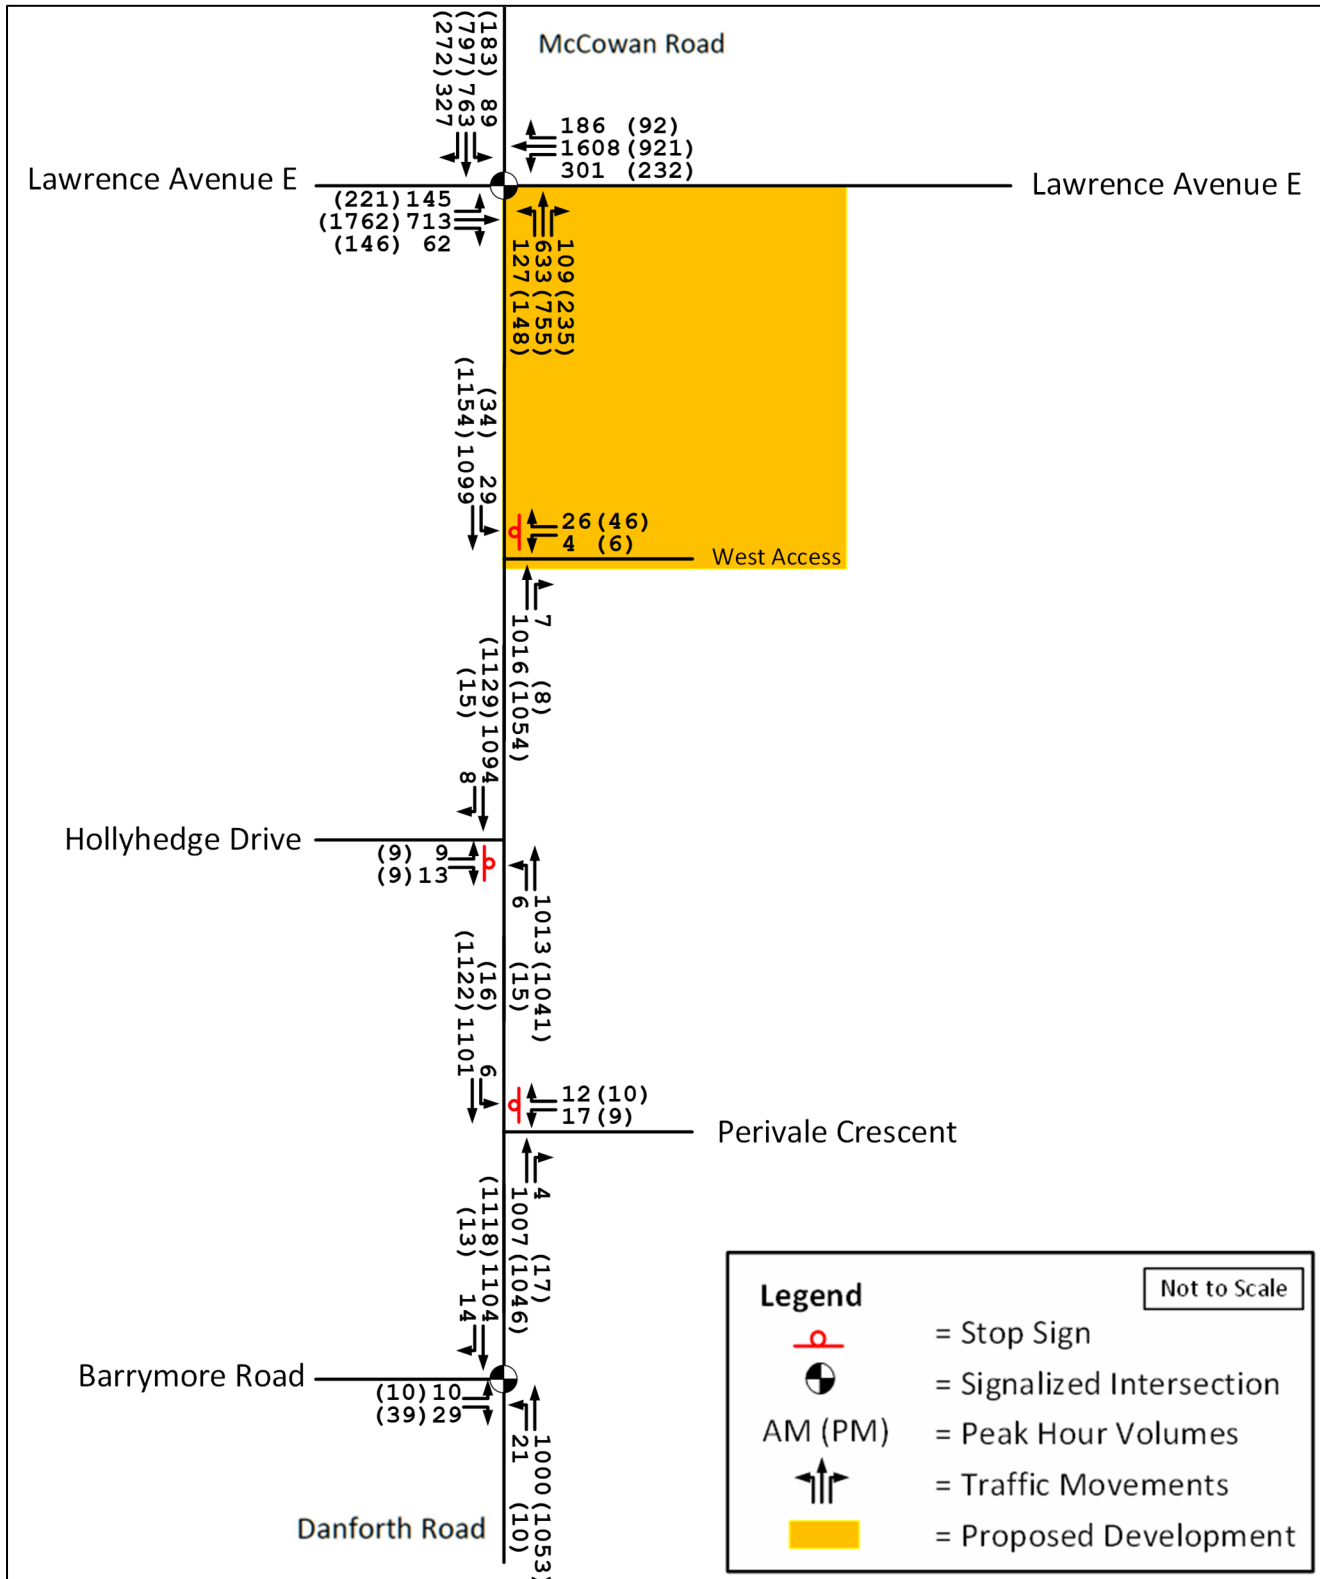 McCowan Road
(183) 89
(797) 763
(272) 327
186 (92)
1608 (921)
301 (232)
Lawrence Avenue E
Lawrence Avenue E
(221) 145
(1762) 713
(146) 62
109 (235)
633 (755)
127 (148)
(34) 29
(1154) 1099
26 (46)
4 (6)
West Access
7 (8)
1016 (1054)
(1129) 1094
(15) 8
Hollyhedge Drive
(9) 9
(9) 13
1013 (1041)
6 (15)
(16) 6
(1122) 1101
12 (10)
17 (9)
Perivale Crescent
4 (17)
1007 (1046)
(1118) 1104
(13) 14
Barrymore Road
(10) 10
(39) 29
1000 (1053)
21 (10)
Danforth Road
Legend
Not to Scale
= Stop Sign
= Signalized Intersection
AM (PM) = Peak Hour Volumes
= Traffic Movements
= Proposed Development